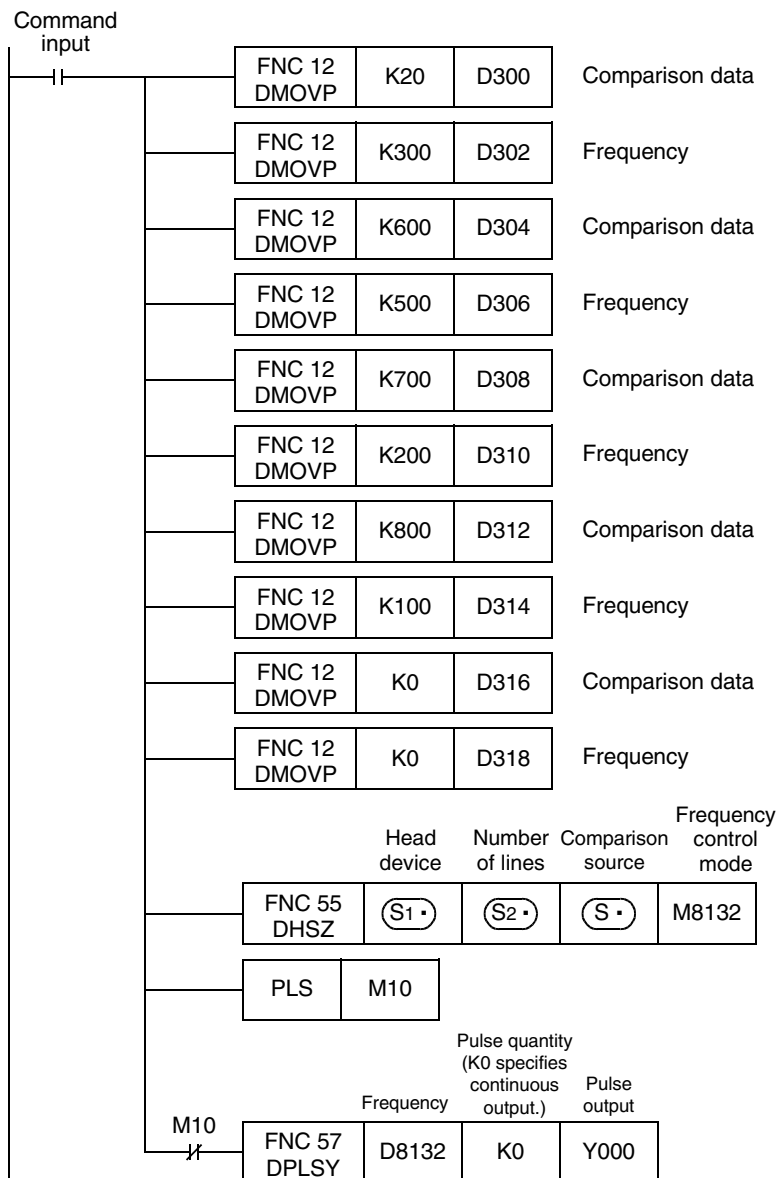 Command
input
FNC 12
DMOVP K20 D300 Comparison data
FNC 12
DMOVP K300 D302 Frequency
FNC 12
DMOVP K600 D304 Comparison data
FNC 12
DMOVP K500 D306 Frequency
FNC 12
DMOVP K700 D308 Comparison data
FNC 12
DMOVP K200 D310 Frequency
FNC 12
DMOVP K800 D312 Comparison data
FNC 12
DMOVP K100 D314 Frequency
FNC 12
DMOVP K0 D316 Comparison data
FNC 12
DMOVP K0 D318 Frequency
Head
device
Number
of lines
Comparison
source
Frequency
control
mode
FNC 55
DHSZ S1· S2· S· M8132
PLS M10
Frequency
Pulse quantity
(K0 specifies
continuous
output.)
Pulse
output
M10
FNC 57
DPLSY D8132 K0 Y000